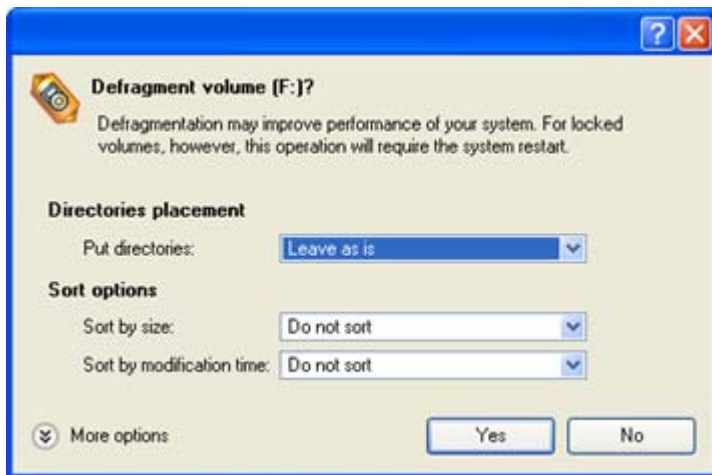 Defragment volume (F:)?
Defragmentation may improve performance of your system. For locked
volumes, however, this operation will require the system restart.
Directories placement
Put directories: Leave as is
Sort options
Sort by size: Do not sort
Sort by modification time: Do not sort
More options Yes No